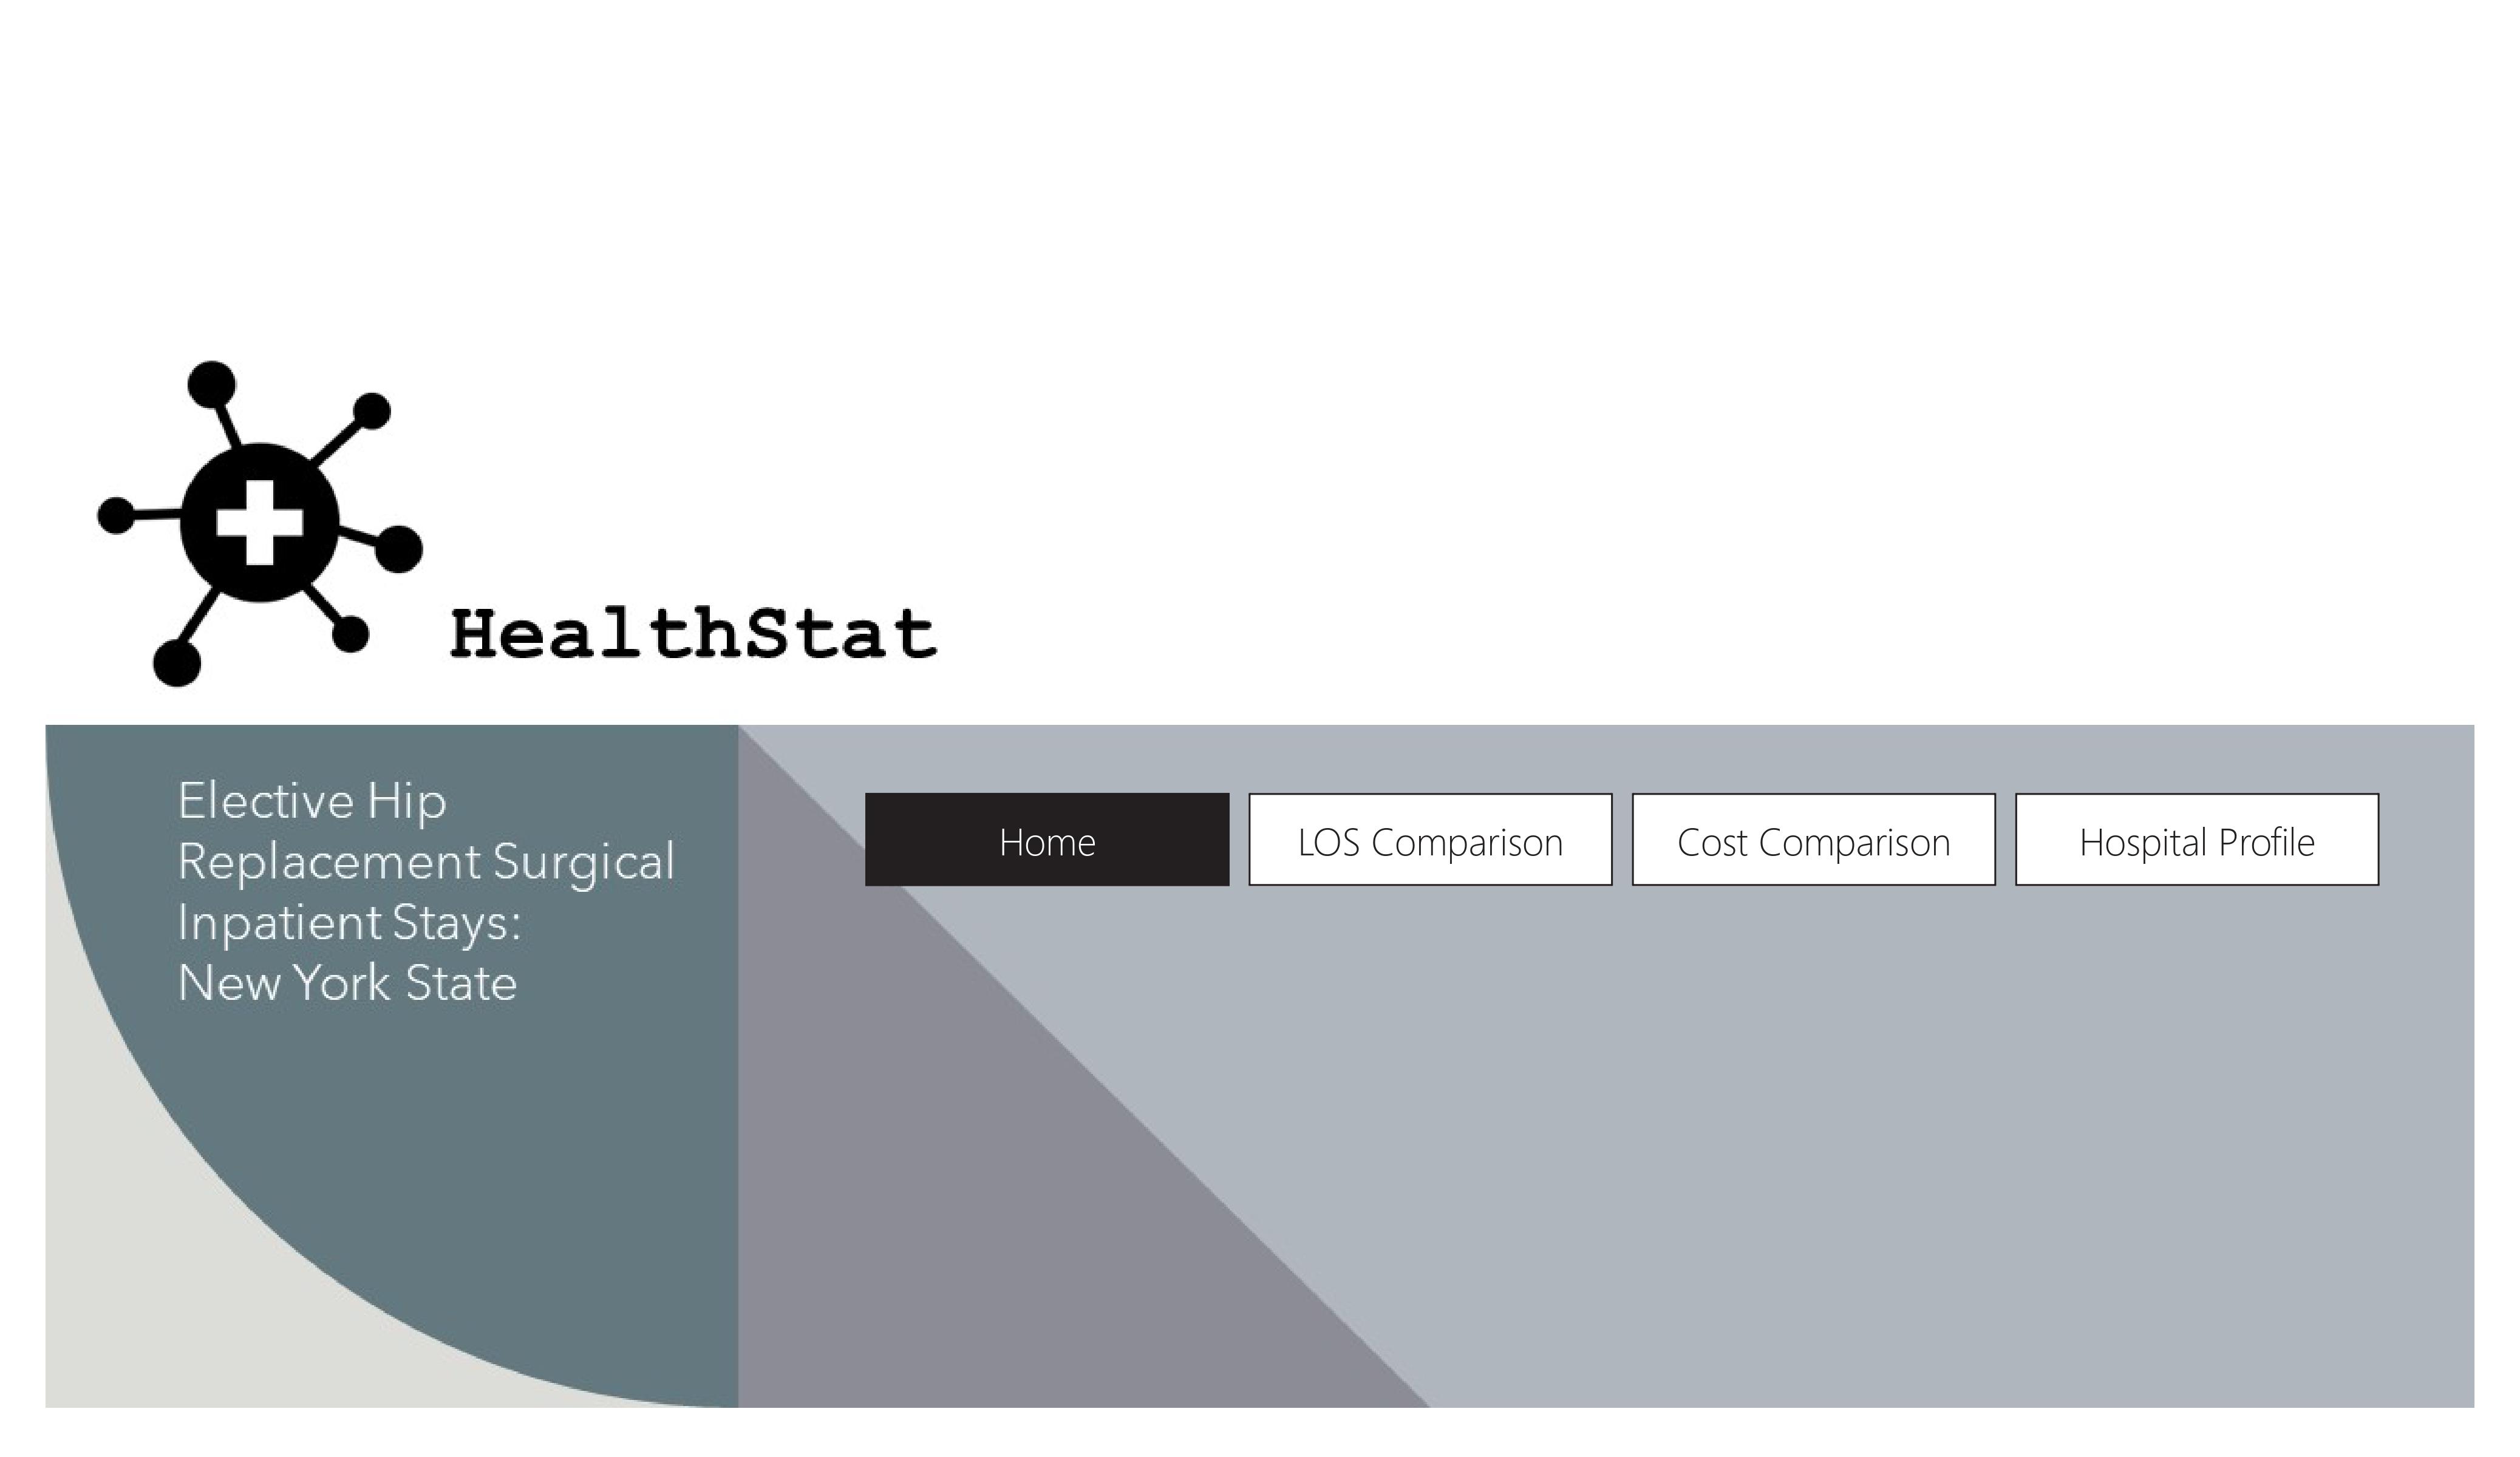 HealthStat
Elective Hip
Replacement Surgical
Inpatient Stays:
New York State
Home
LOS Comparison
Cost Comparison
Hospital Profile